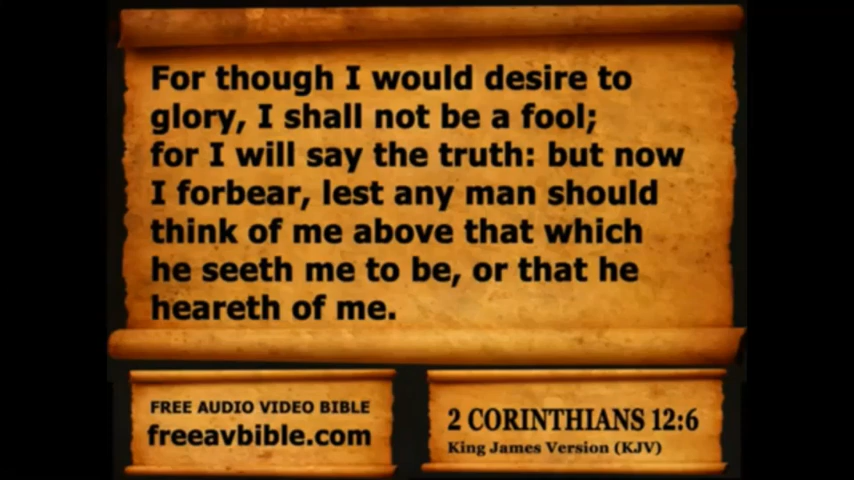 For though I would desire to
glory, I shall not be a fool;
for I will say the truth: but now
I forbear, lest any man should
think of me above that which
he seeth me to be, or that he
heareth of me.
FREE AUDIO VIDEO BIBLE
freeavbible.com
2 CORINTHIANS 12:6
King James Version (KJV)